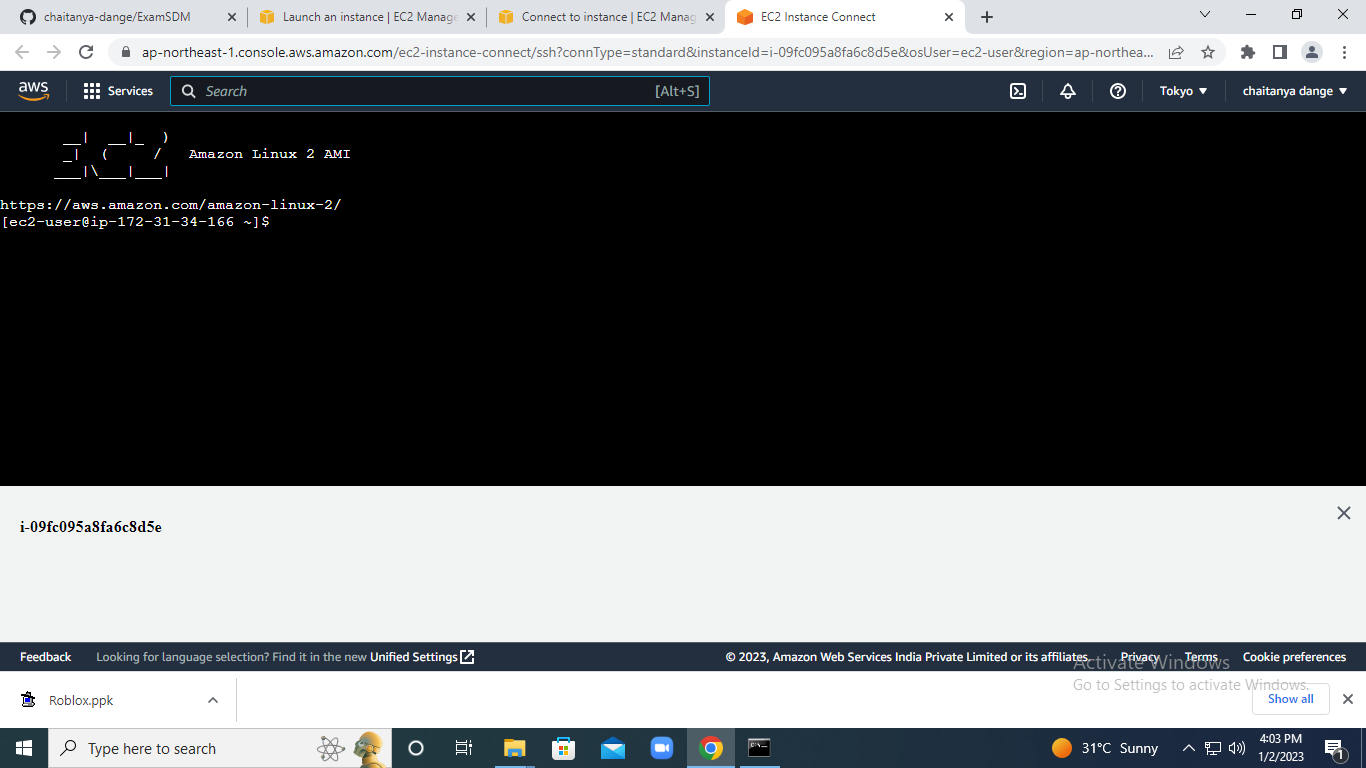 chaitanya-dange/ExamSDM
Launch an instance | EC2 Manage
Connect to instance | EC2 Manag
EC2 Instance Connect
ap-northeast-1.console.aws.amazon.com/ec2-instance-connect/ssh?connType=standard&instanceId=i-09fc095a8fa6c8d5e&osUser=ec2-user&region=ap-northea...
aws
Services
Search
[Alt+S]
Tokyo
chaitanya dange
__| __|_ )
_| ( / Amazon Linux 2 AMI
___|\___|___|
https://aws.amazon.com/amazon-linux-2/
[ec2-user@ip-172-31-34-166 ~]$
i-09fc095a8fa6c8d5e
Feedback
Looking for language selection? Find it in the new Unified Settings
© 2023, Amazon Web Services India Private Limited or its affiliates.
Privacy
Terms
Cookie preferences
Activate Windows
Go to Settings to activate Windows.
Roblox.ppk
Show all
Type here to search
31°C Sunny
4:03 PM
1/2/2023
1